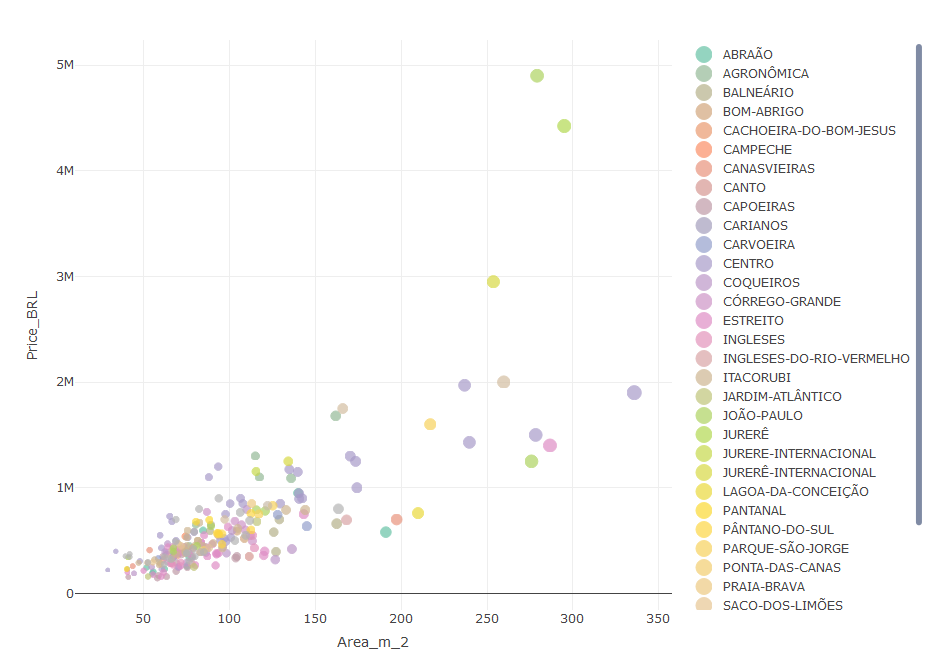 5M
4M
3M
2M
1M
0
50
100
150
200
250
300
350
Price_BRL
Area_m_2
ABRAÃO
AGRONÔMICA
BALNEÁRIO
BOM-ABRIGO
CACHOEIRA-DO-BOM-JESUS
CAMPECHE
CANASVIEIRAS
CANTO
CAPOEIRAS
CARIANOS
CARVOEIRA
CENTRO
COQUEIROS
CÓRREGO-GRANDE
ESTREITO
INGLESES
INGLESES-DO-RIO-VERMELHO
ITACORUBI
JARDIM-ATLÂNTICO
JOÃO-PAULO
JURERÊ
JURERE-INTERNACIONAL
JURERÊ-INTERNACIONAL
LAGOA-DA-CONCEIÇÃO
PANTANAL
PÂNTANO-DO-SUL
PARQUE-SÃO-JORGE
PONTA-DAS-CANAS
PRAIA-BRAVA
SACO-DOS-LIMÕES